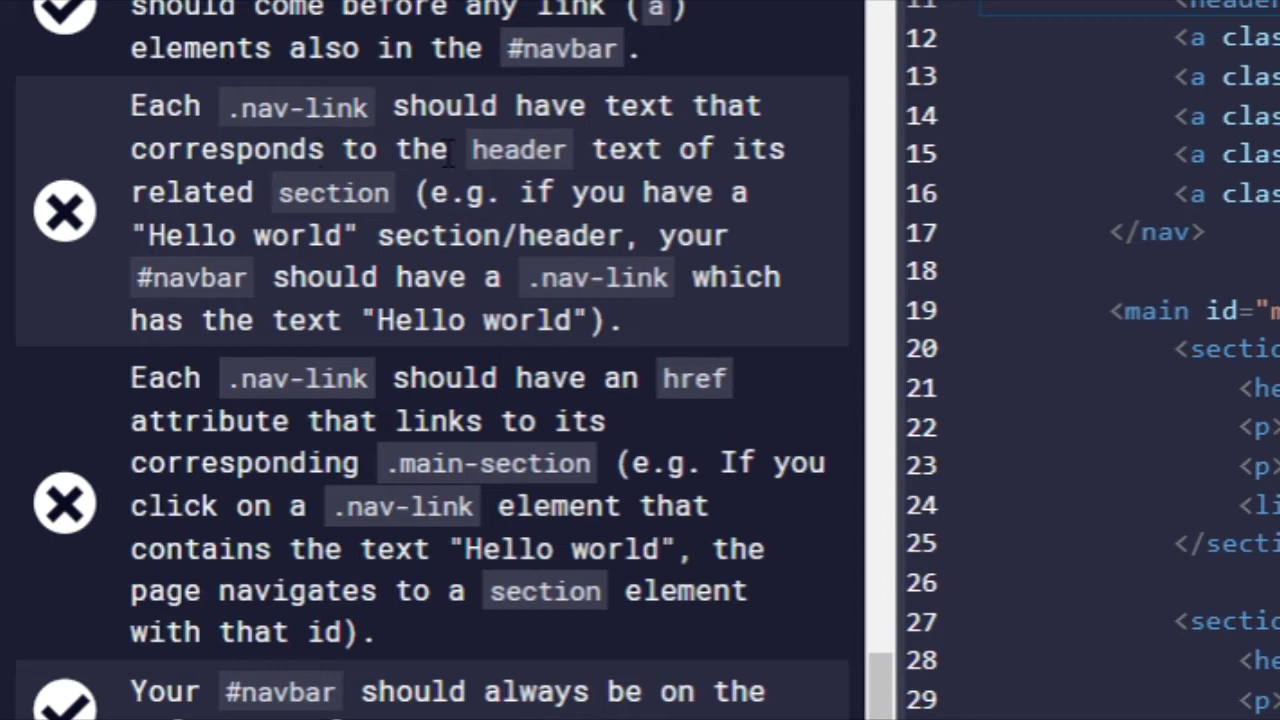 should come before any link (a)
elements also in the #navbar.
Each .nav-link should have text that
corresponds to the header text of its
related section (e.g. if you have a
"Hello world" section/header, your
#navbar should have a .nav-link which
has the text "Hello world").
Each .nav-link should have an href
attribute that links to its
corresponding .main-section (e.g. If you
click on a .nav-link element that
contains the text "Hello world", the
page navigates to a section element
with that id).
Your #navbar should always be on the
11 <header
12 <a clas
13 <a clas
14 <a clas
15 <a clas
16 <a clas
17 </nav>
18
19 <main id="m
20 <sectio
21 <he
22 <p>
23 <p>
24 <li
25 </secti
26
27 <sectio
28 <he
29 <p>